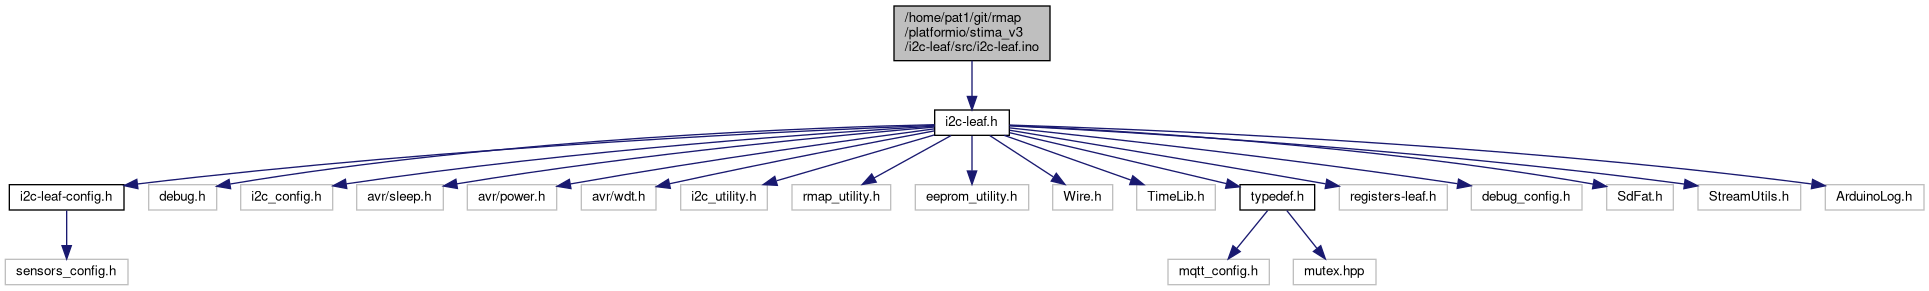 /home/pat1/git/rmap
/platformio/stima_v3
/i2c-leaf/src/i2c-leaf.ino
i2c-leaf.h
i2c-leaf-config.h
debug.h
i2c_config.h
avr/sleep.h
avr/power.h
avr/wdt.h
i2c_utility.h
rmap_utility.h
eeprom_utility.h
Wire.h
TimeLib.h
typedef.h
registers-leaf.h
debug_config.h
SdFat.h
StreamUtils.h
ArduinoLog.h
sensors_config.h
mqtt_config.h
mutex.hpp